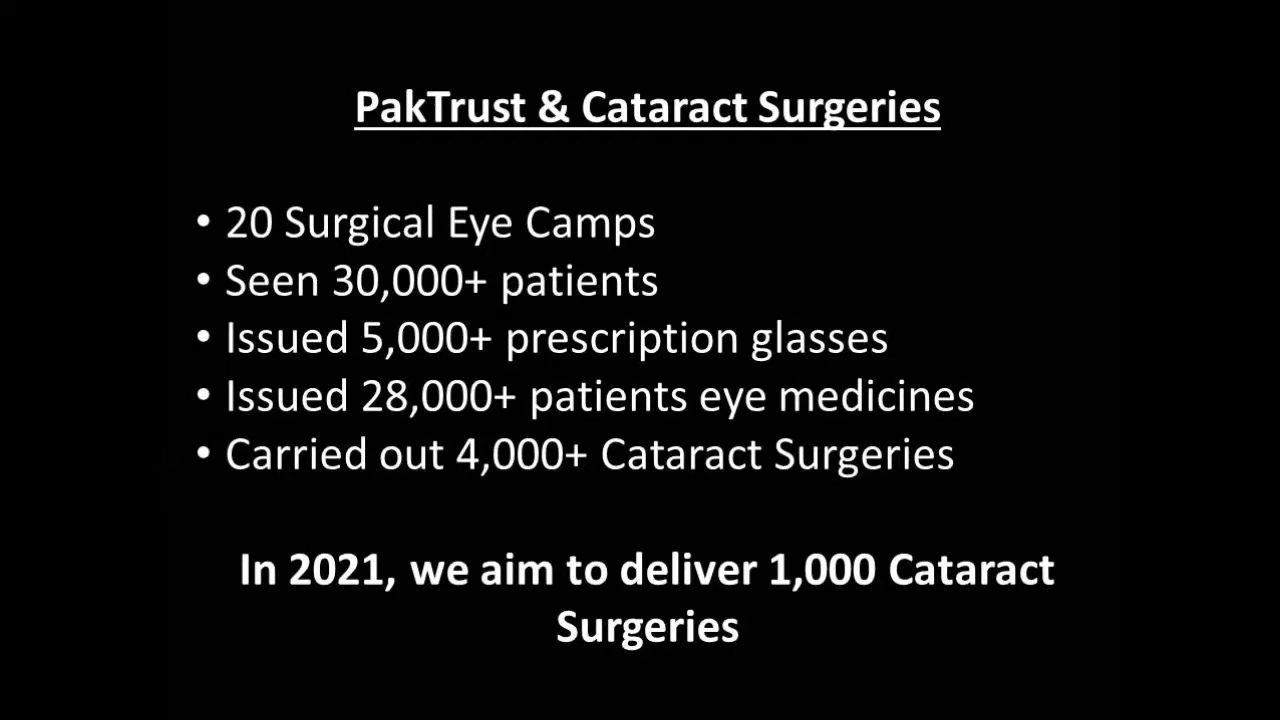 PakTrust & Cataract Surgeries
• 20 Surgical Eye Camps
• Seen 30,000+ patients
• Issued 5,000+ prescription glasses
• Issued 28,000+ patients eye medicines
• Carried out 4,000+ Cataract Surgeries
In 2021, we aim to deliver 1,000 Cataract
Surgeries